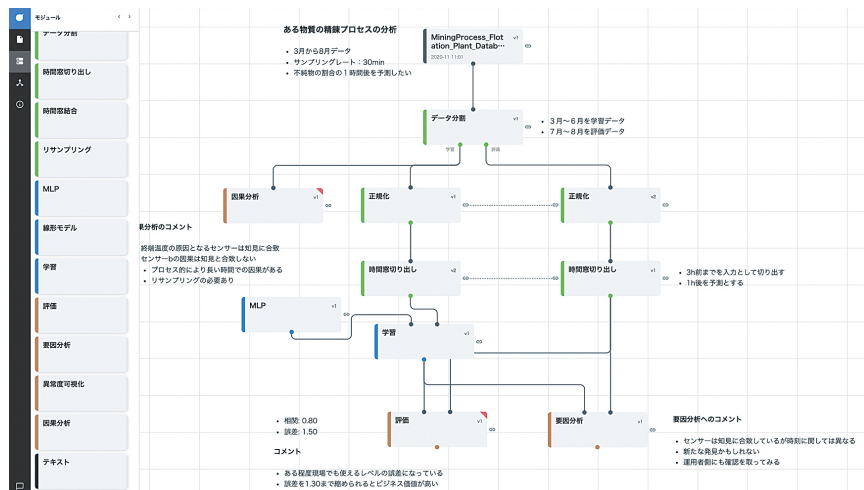 モジュール
データ分割
時間窓切り出し
時間窓結合
リサンプリング
MLP
線形モデル
学習
評価
要因分析
異常度可視化
因果分析
テキスト
ある物質の精錬プロセスの分析
• 3月から8月データ
• サンプリングレート：30min
• 不純物の割合の１時間後を予測したい
MiningProcess_Flot
ation_Plant_Datab…
v1
2020-11 11:01
データ分割
v1
学習
評価
• ３月〜６月を学習データ
• ７月〜８月を評価データ
因果分析
v1
正規化
v1
正規化
v2
果分析のコメント
終端温度の原因となるセンサーは知見に合致
センサーbの因果は知見と合致しない
• プロセス的により長い時間での因果がある
• リサンプリングの必要あり
時間窓切り出し
v2
時間窓切り出し
v1
• 3h前までを入力として切り出す
• 1h後を予測とする
MLP
v1
学習
v1
• 相関: 0.80
• 誤差: 1.50
評価
v1
要因分析
v1
コメント
• ある程度現場でも使えるレベルの誤差になっている
• 誤差を1.30まで縮められるとビジネス価値が高い
要因分析へのコメント
• センサーは知見に合致しているが時刻に関しては異なる
• 新たな発見かもしれない
• 運用者側にも確認を取ってみる